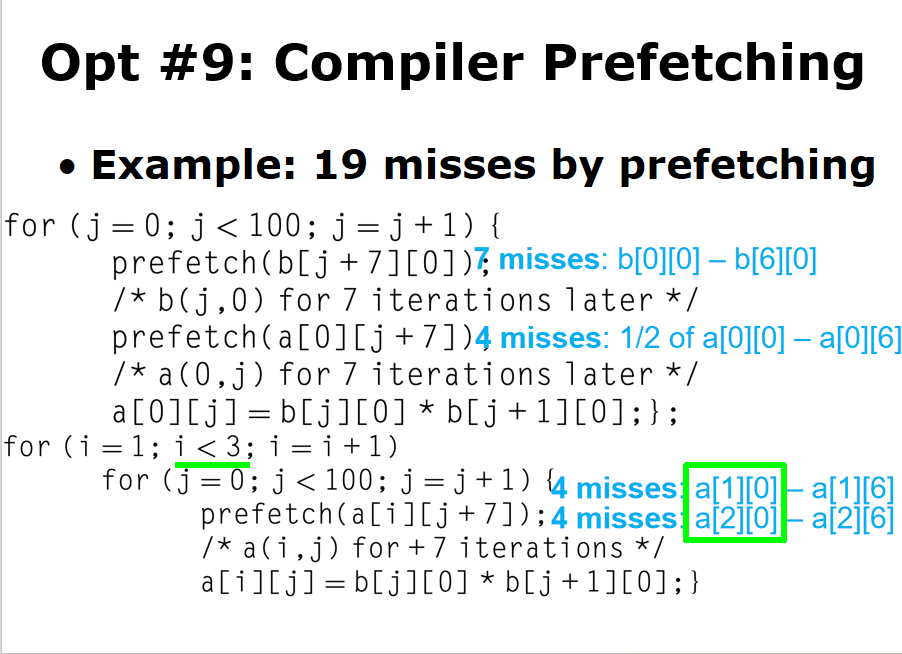 Opt #9: Compiler Prefetching
• Example: 19 misses by prefetching
for (j = 0; j < 100; j = j + 1) {
prefetch(b[j + 7][0]); 7 misses: b[0][0] – b[6][0]
/* b(j,0) for 7 iterations later */
prefetch(a[0][j + 7]); 4 misses: 1/2 of a[0][0] – a[0][6]
/* a(0,j) for 7 iterations later */
a[0][j] = b[j][0] * b[j + 1][0];};
for (i = 1; i < 3; i = i + 1)
for (j = 0; j < 100; j = j + 1) {
4 misses: a[1][0] – a[1][6]
prefetch(a[i][j + 7]); 4 misses: a[2][0] – a[2][6]
/* a(i,j) for + 7 iterations */
a[i][j] = b[j][0] * b[j + 1][0];}